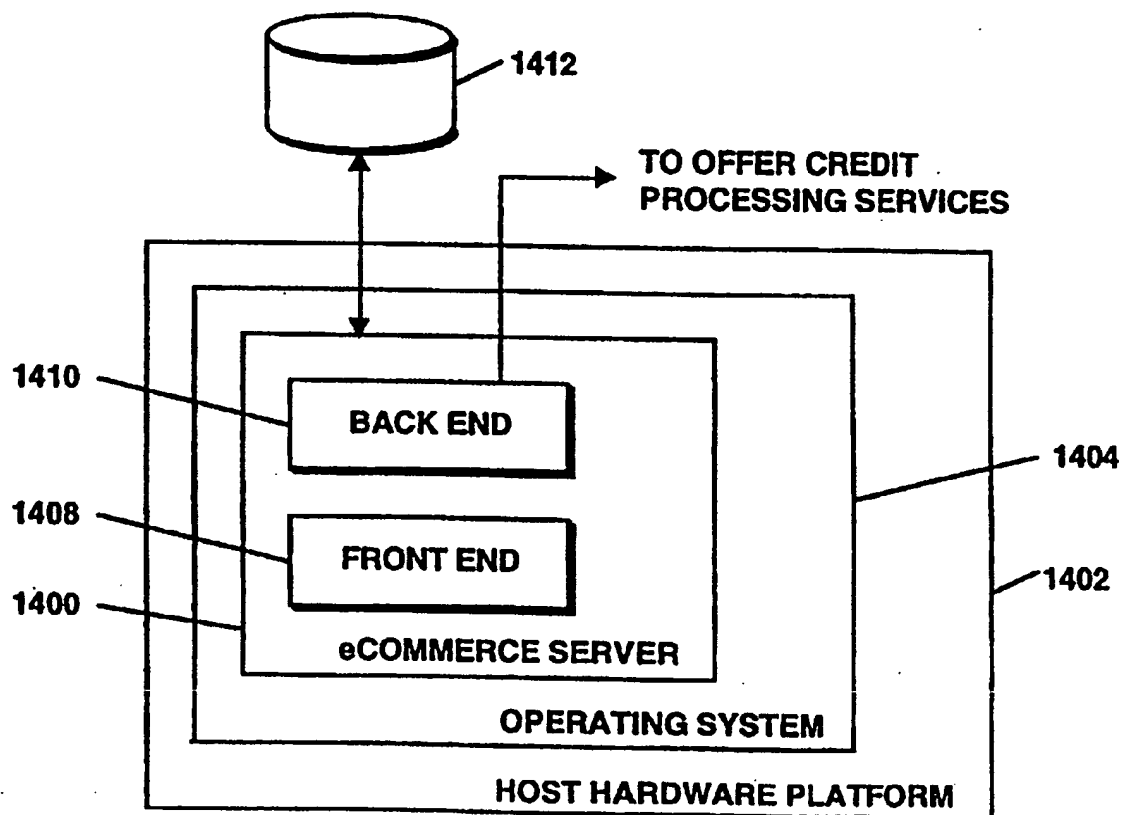 1412
TO OFFER CREDIT
PROCESSING SERVICES
1410
BACK END
1404
1408
FRONT END
1402
1400
eCOMMERCE SERVER
OPERATING SYSTEM
HOST HARDWARE PLATFORM